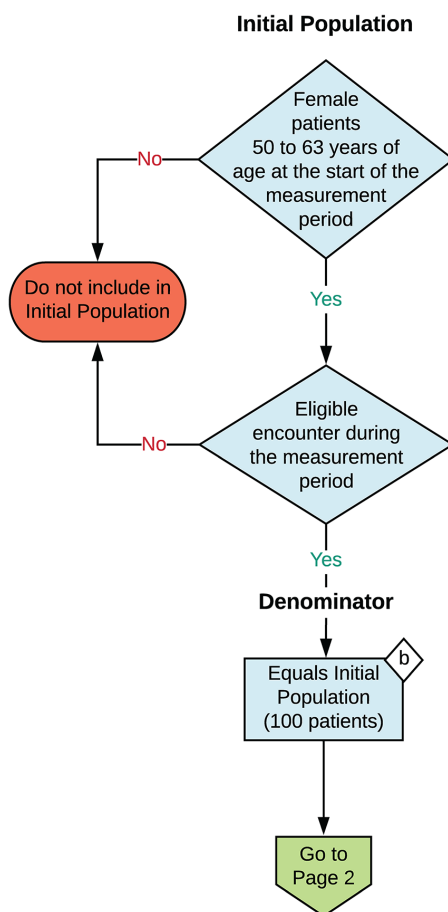 Initial Population
Female
patients
50 to 63 years of
age at the start of the
measurement
period
No
Do not include in
Initial Population
Yes
Eligible
encounter during
the measurement
period
No
Yes
Denominator
b
Equals Initial
Population
(100 patients)
Go to
Page 2